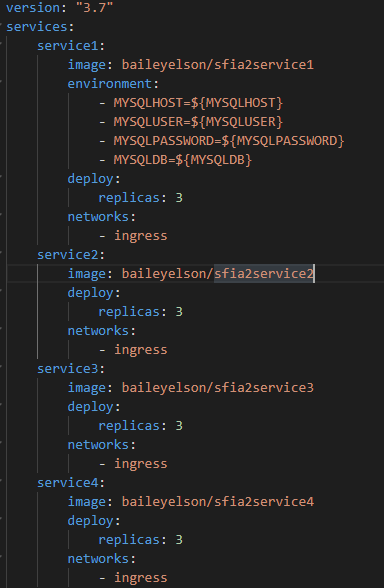 version: "3.7"
services:
    service1:
        image: baileyelson/sfia2service1
        environment:
            - MYSQLHOST=${MYSQLHOST}
            - MYSQLUSER=${MYSQLUSER}
            - MYSQLPASSWORD=${MYSQLPASSWORD}
            - MYSQLDB=${MYSQLDB}
        deploy:
            replicas: 3
        networks:
            - ingress
    service2:
        image: baileyelson/sfia2service2
        deploy:
            replicas: 3
        networks:
            - ingress
    service3:
        image: baileyelson/sfia2service3
        deploy:
            replicas: 3
        networks:
            - ingress
    service4:
        image: baileyelson/sfia2service4
        deploy:
            replicas: 3
        networks:
            - ingress